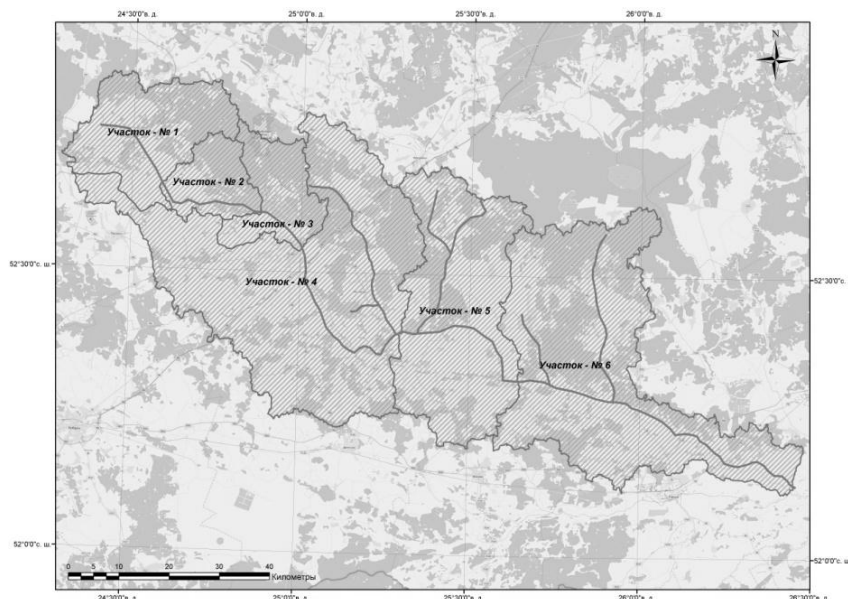 24°30'0"в. д.
25°0'0"в. д.
25°30'0"в. д.
26°0'0"в. д.
N
Участок - № 1
Участок - № 2
Участок - № 3
Участок - № 4
Участок - № 5
Участок - № 6
52°30'0"с. ш.
52°30'0"с. ш.
52°0'0"с. ш.
52°0'0"с. ш.
0 5 10 20 30 40
Километры
24°30'0"в. д.
25°0'0"в. д.
25°30'0"в. д.
26°0'0"в. д.
26°30'0"в. д.